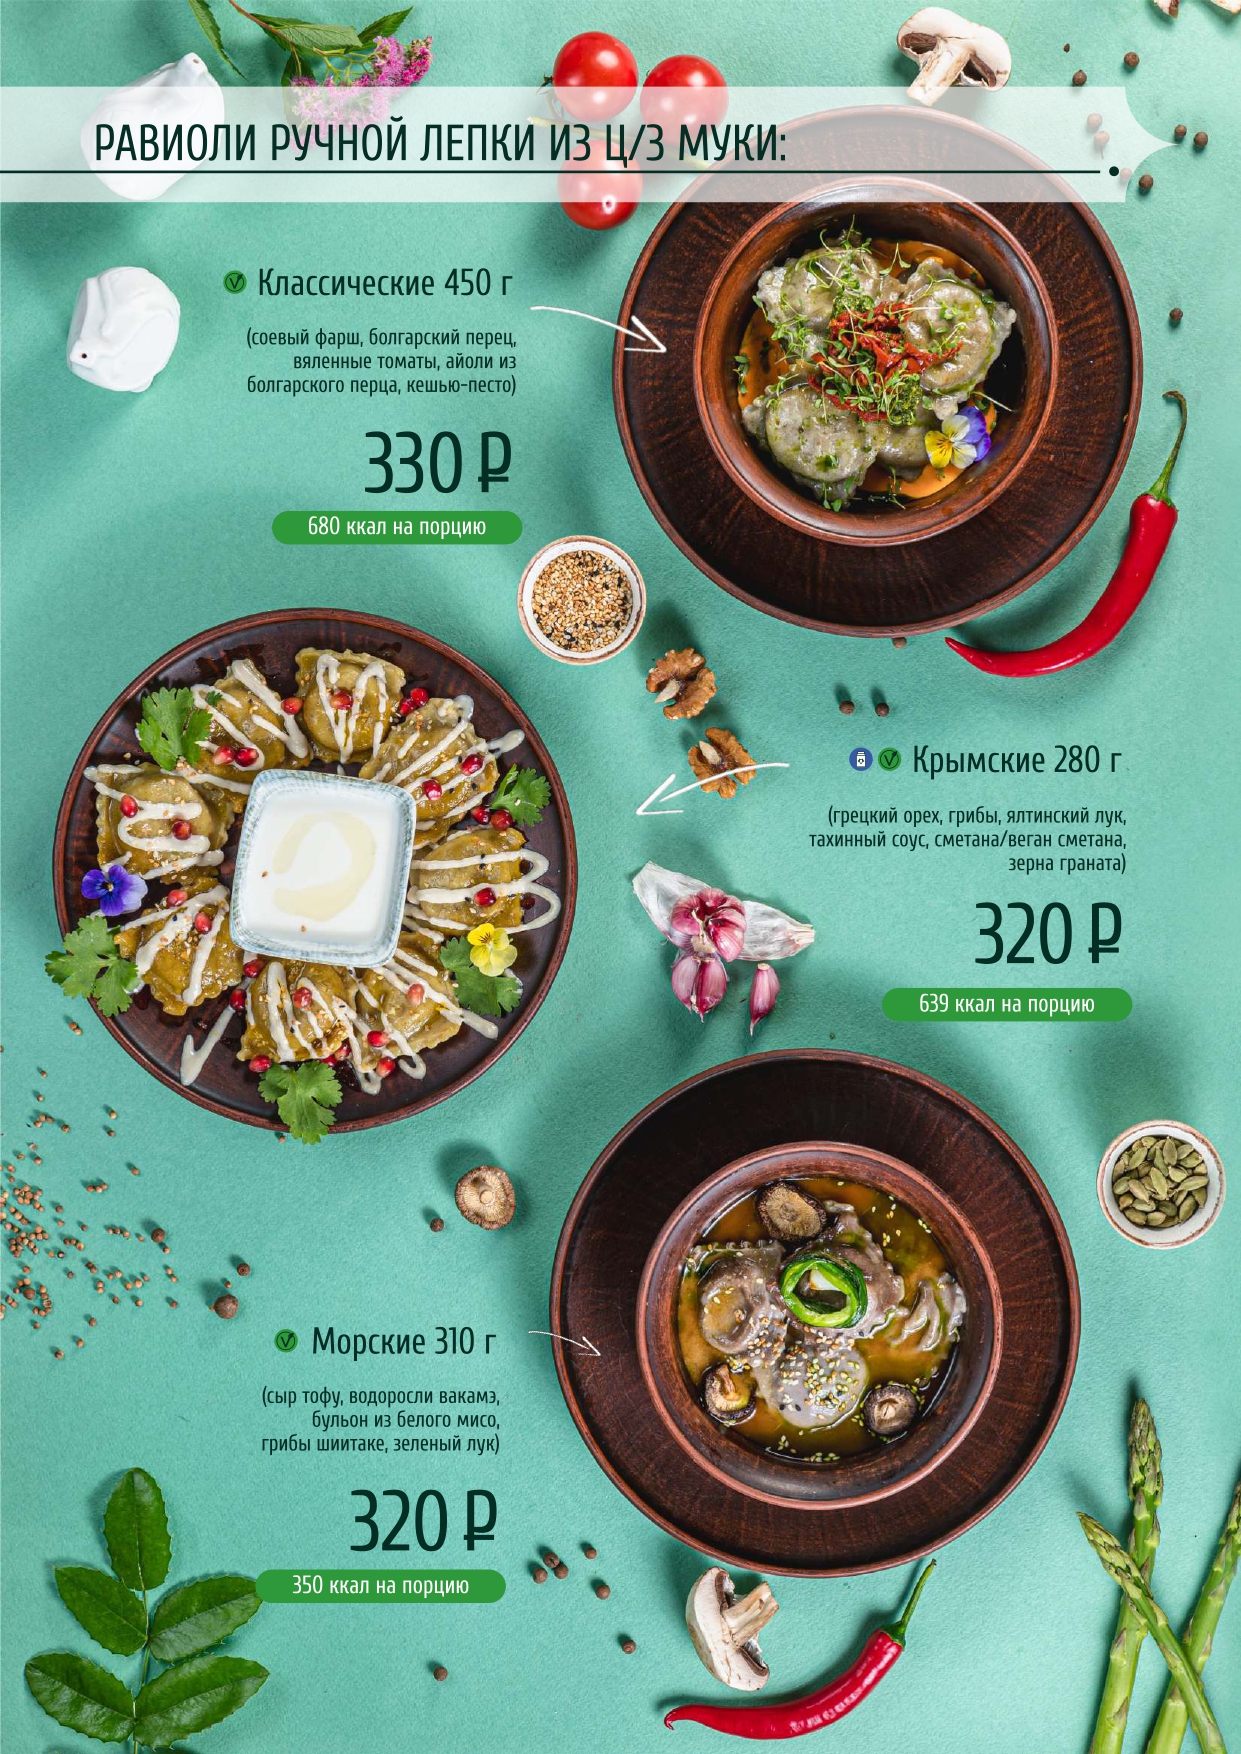 РАВИОЛИ РУЧНОЙ ЛЕПКИ ИЗ Ц/З МУКИ:
Классические 450 г
(соевый фарш, болгарский перец,
вяленные томаты, айоли из
болгарского перца, кешью-песто)
330 ₽
680 ккал на порцию
Крымские 280 г
(грецкий орех, грибы, ялтинский лук,
тахинный соус, сметана/веган сметана,
зерна граната)
320 ₽
639 ккал на порцию
Морские 310 г
(сыр тофу, водоросли вакамэ,
бульон из белого мисо,
грибы шиитаке, зеленый лук)
320 ₽
350 ккал на порцию